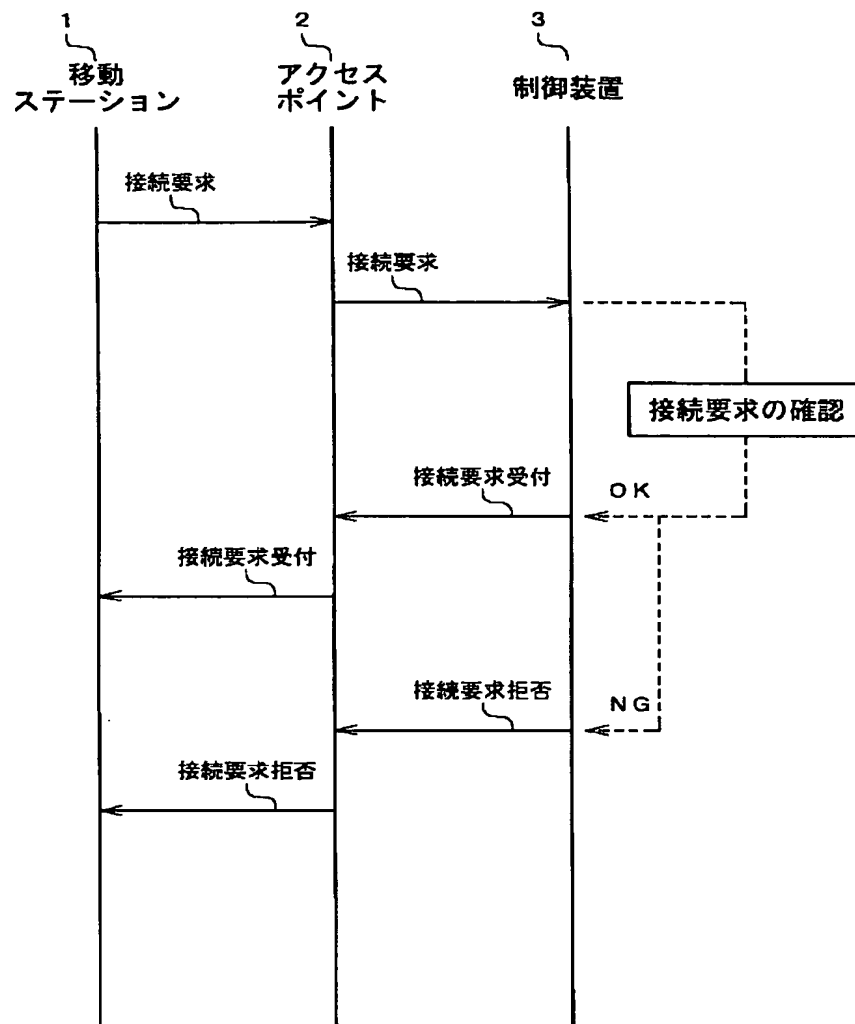 1
2
3
移動
ステーション
アクセス
ポイント
制御装置
接続要求
接続要求
接続要求の確認
接続要求受付
OK
接続要求受付
接続要求拒否
NG
接続要求拒否